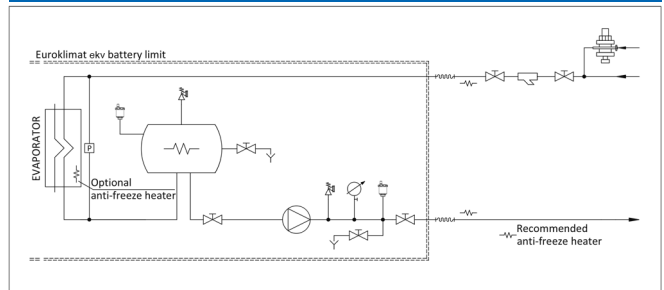 Euroklimat ekv battery limit
EVAPORATOR
P
Optional
anti-freeze heater
Recommended
anti-freeze heater